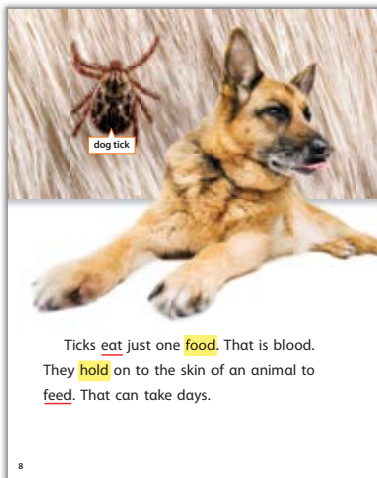 dog tick
Ticks eat just one food. That is blood.
They hold on to the skin of an animal to
feed. That can take days.
8